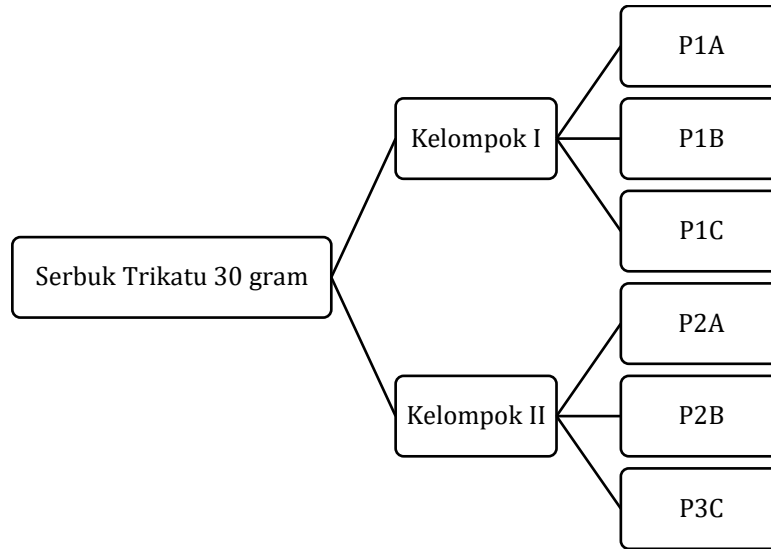 Serbuk Trikatu 30 gram
Kelompok I
P1A
P1B
P1C
Kelompok II
P2A
P2B
P3C